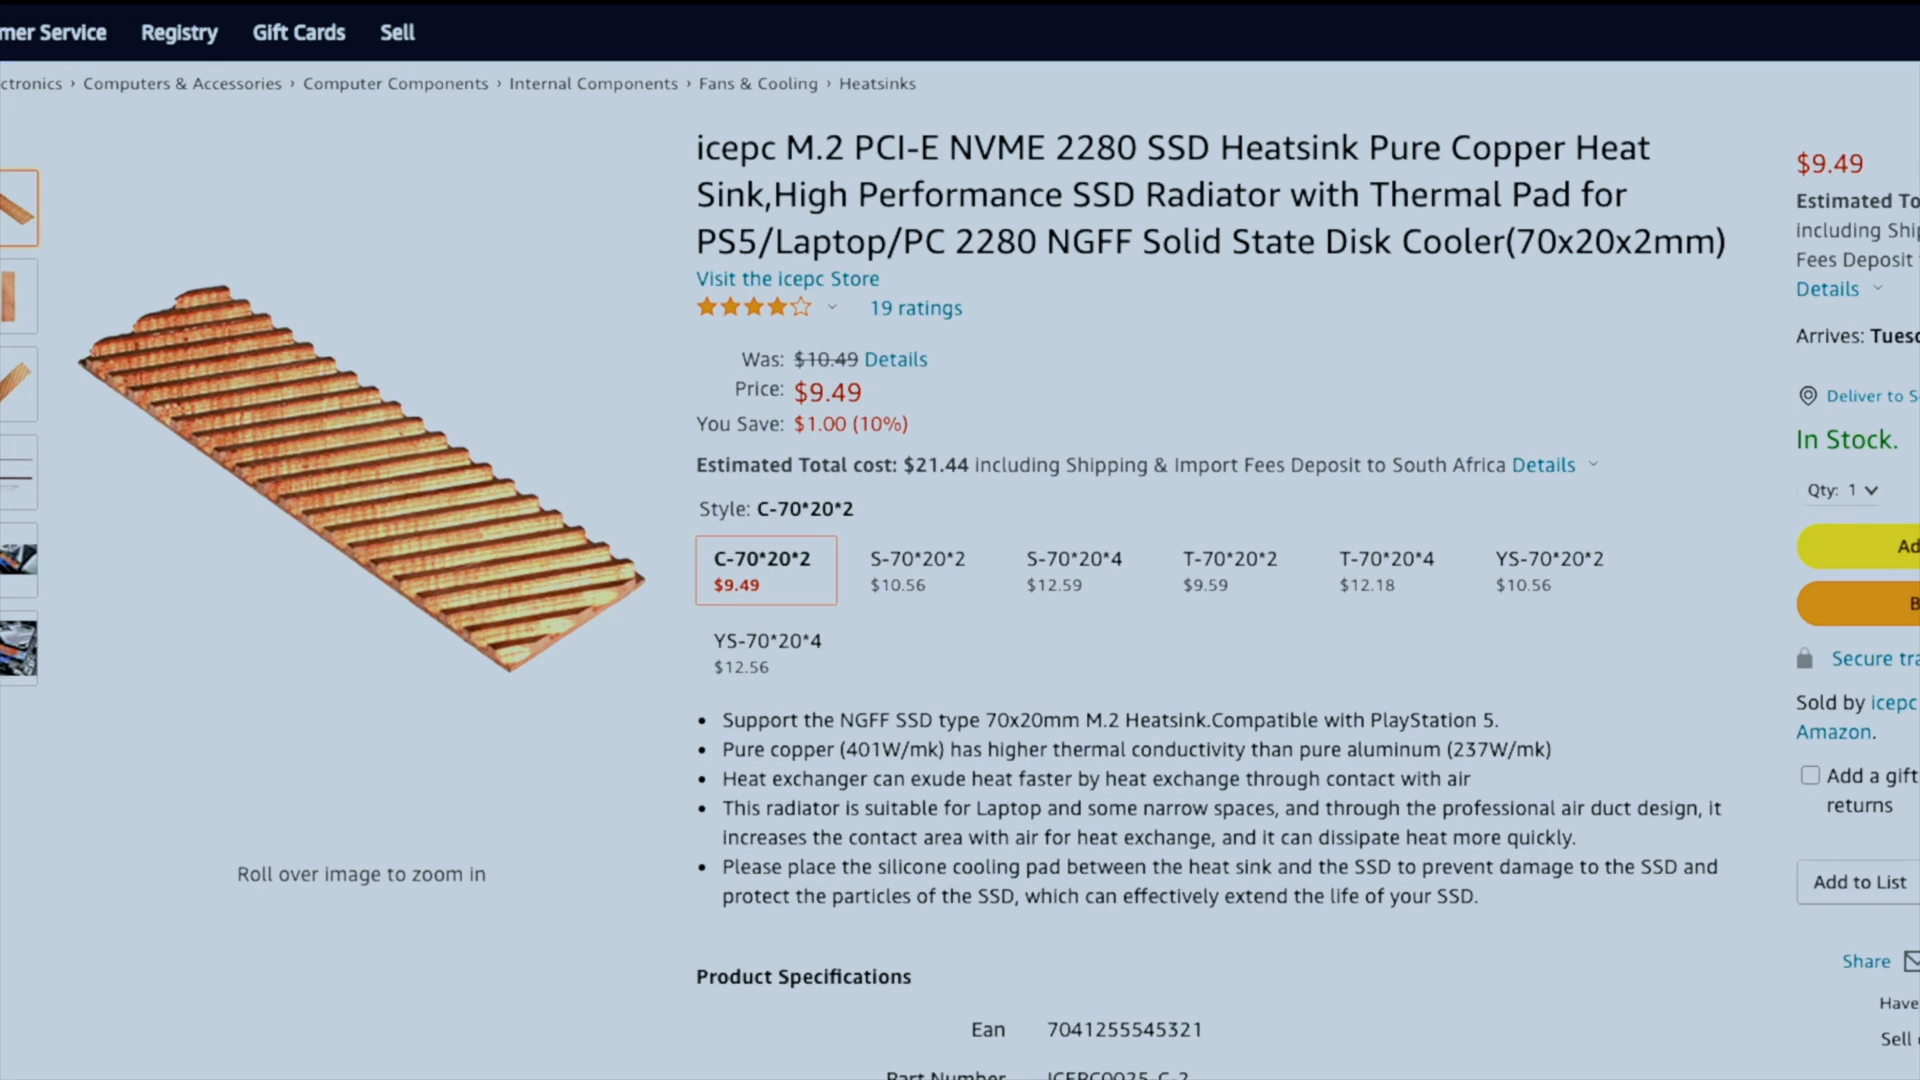 mer Service Registry Gift Cards Sell
ctronics › Computers & Accessories › Computer Components › Internal Components › Fans & Cooling › Heatsinks
icepc M.2 PCI-E NVME 2280 SSD Heatsink Pure Copper Heat
Sink,High Performance SSD Radiator with Thermal Pad for
PS5/Laptop/PC 2280 NGFF Solid State Disk Cooler(70x20x2mm)
Visit the icepc Store
19 ratings
Was: $10.49 Details
Price: $9.49
You Save: $1.00 (10%)
Estimated Total cost: $21.44 including Shipping & Import Fees Deposit to South Africa Details
Style: C-70*20*2
C-70*20*2 S-70*20*2 S-70*20*4 T-70*20*2 T-70*20*4 YS-70*20*2
$9.49 $10.56 $12.59 $9.59 $12.18 $10.56
YS-70*20*4
$12.56
• Support the NGFF SSD type 70x20mm M.2 Heatsink.Compatible with PlayStation 5.
• Pure copper (401W/mk) has higher thermal conductivity than pure aluminum (237W/mk)
• Heat exchanger can exude heat faster by heat exchange through contact with air
• This radiator is suitable for Laptop and some narrow spaces, and through the professional air duct design, it
increases the contact area with air for heat exchange, and it can dissipate heat more quickly.
• Please place the silicone cooling pad between the heat sink and the SSD to prevent damage to the SSD and
protect the particles of the SSD, which can effectively extend the life of your SSD.
Roll over image to zoom in
Product Specifications
Ean 7041255545321
Part Number ICEPC0025-C-2
$9.49
Estimated To
including Ship
Fees Deposit
Details
Arrives: Tuesd
Deliver to S
In Stock.
Qty: 1
Ad
B
Secure tra
Sold by icepc
Amazon.
Add a gift
returns
Add to List
Share
Have
Sell